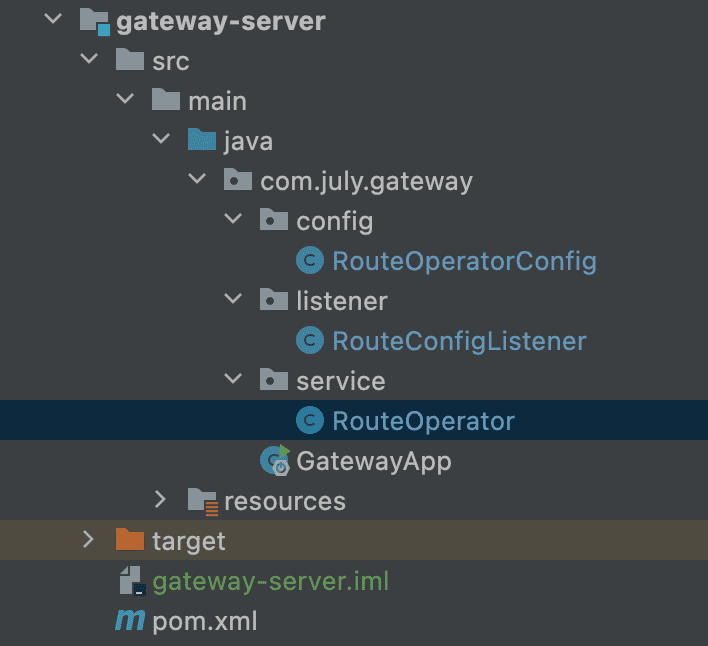 gateway-server
src
main
java
com.july.gateway
config
RouteOperatorConfig
listener
RouteConfigListener
service
RouteOperator
GatewayApp
resources
target
gateway-server.iml
pom.xml